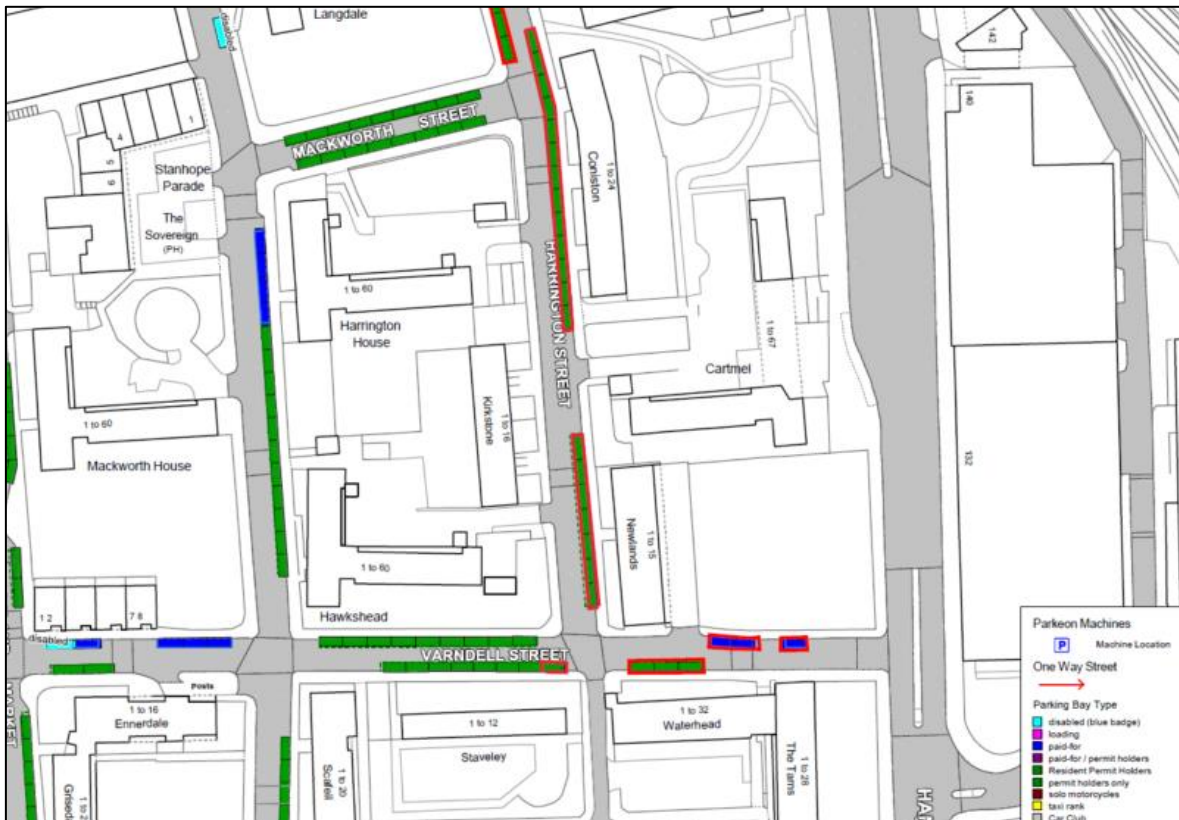 disabled
Langdale
142
140
1
4
5
6
MACKWORTH STREET
Stanhope
Parade
The
Sovereign
(PH)
Coniston
1 to 24
1 to 60
Harrington
House
HARRINGTON STREET
1 to 67
Cartmel
Kirkstone
1 to 16
1 to 60
Mackworth House
132
Newlands
1 to 15
1 to 60
1 2
7 8
Hawkshead
disabled
VARNDELL STREET
Posts
1 to 16
Ennerdale
1 to 12
Staveley
1 to 32
Waterhead
1 to 20
Scafell
1 to 28
The Tarns
Parkeon Machines
P
Machine Location
One Way Street
Parking Bay Type
disabled (blue badge)
loading
paid-for
paid-for / permit holders
Resident Permit Holders
permit holders only
solo motorcycles
taxi rank
Car Club